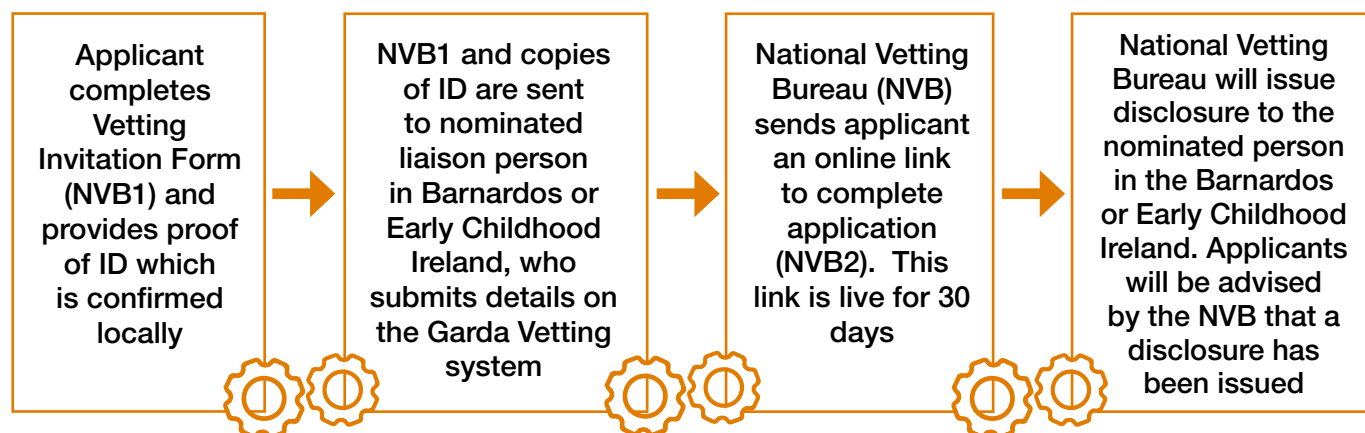 Applicant
completes
Vetting
Invitation Form
(NVB1) and
provides proof
of ID which
is confirmed
locally
NVB1 and copies
of ID are sent
to nominated
liaison person
in Barnardos or
Early Childhood
Ireland, who
submits details on
the Garda Vetting
system
National Vetting
Bureau (NVB)
sends applicant
an online link
to complete
application
(NVB2).  This
link is live for 30
days
National Vetting
Bureau will issue
disclosure to the
nominated person
in the Barnardos
or Early Childhood
Ireland. Applicants
will be advised
by the NVB that a
disclosure has
been issued